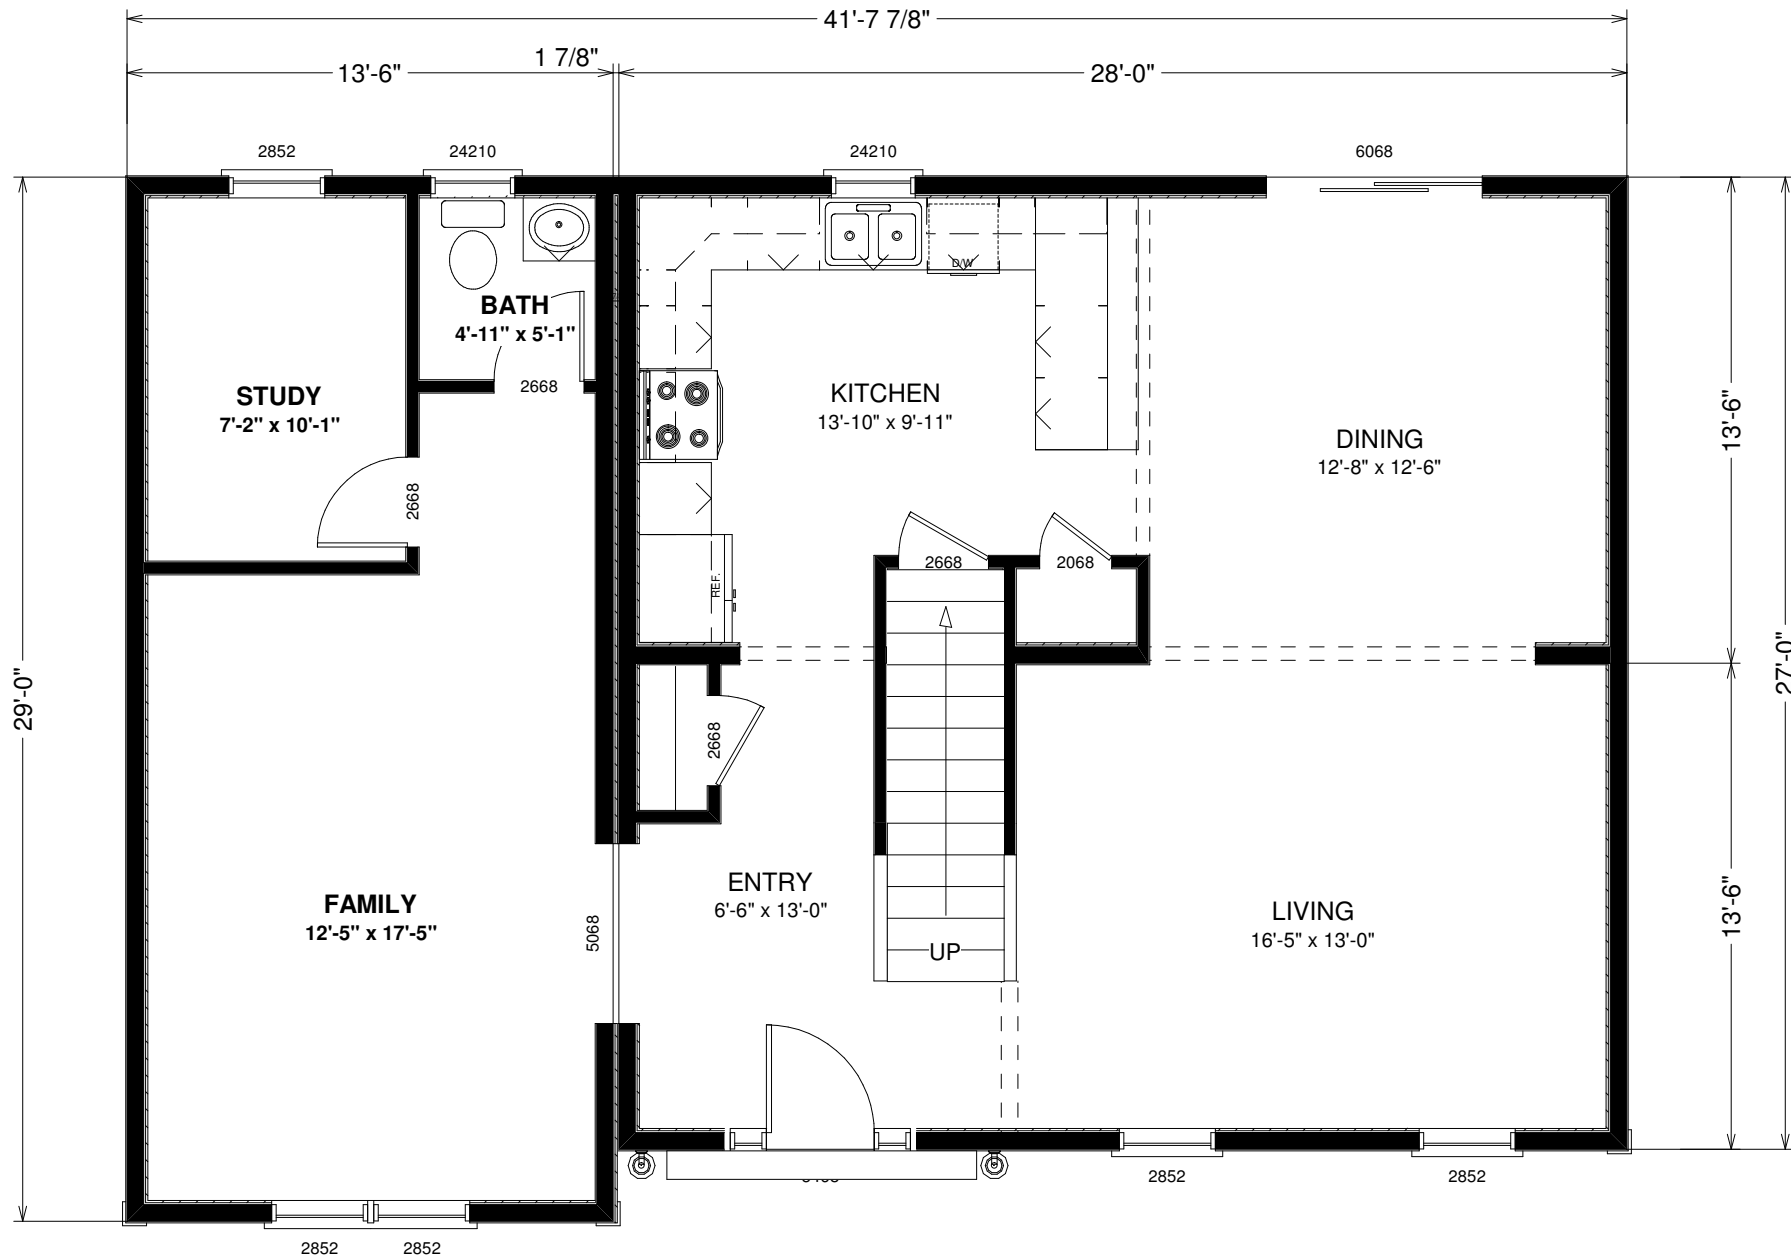 41'-7 7/8"
13'-6"
1 7/8"
28'-0"
2852
24210
24210
6068
D/W
BATH
4'-11" x 5'-1"
2668
STUDY
7'-2" x 10'-1"
KITCHEN
13'-10" x 9'-11"
13'-6"
DINING
12'-8" x 12'-6"
2668
2668
2068
REF.
29'-0"
27'-0"
2668
ENTRY
6'-6" x 13'-0"
FAMILY
12'-5" x 17'-5"
5068
LIVING
16'-5" x 13'-0"
13'-6"
UP
2852
2852
2852
2852